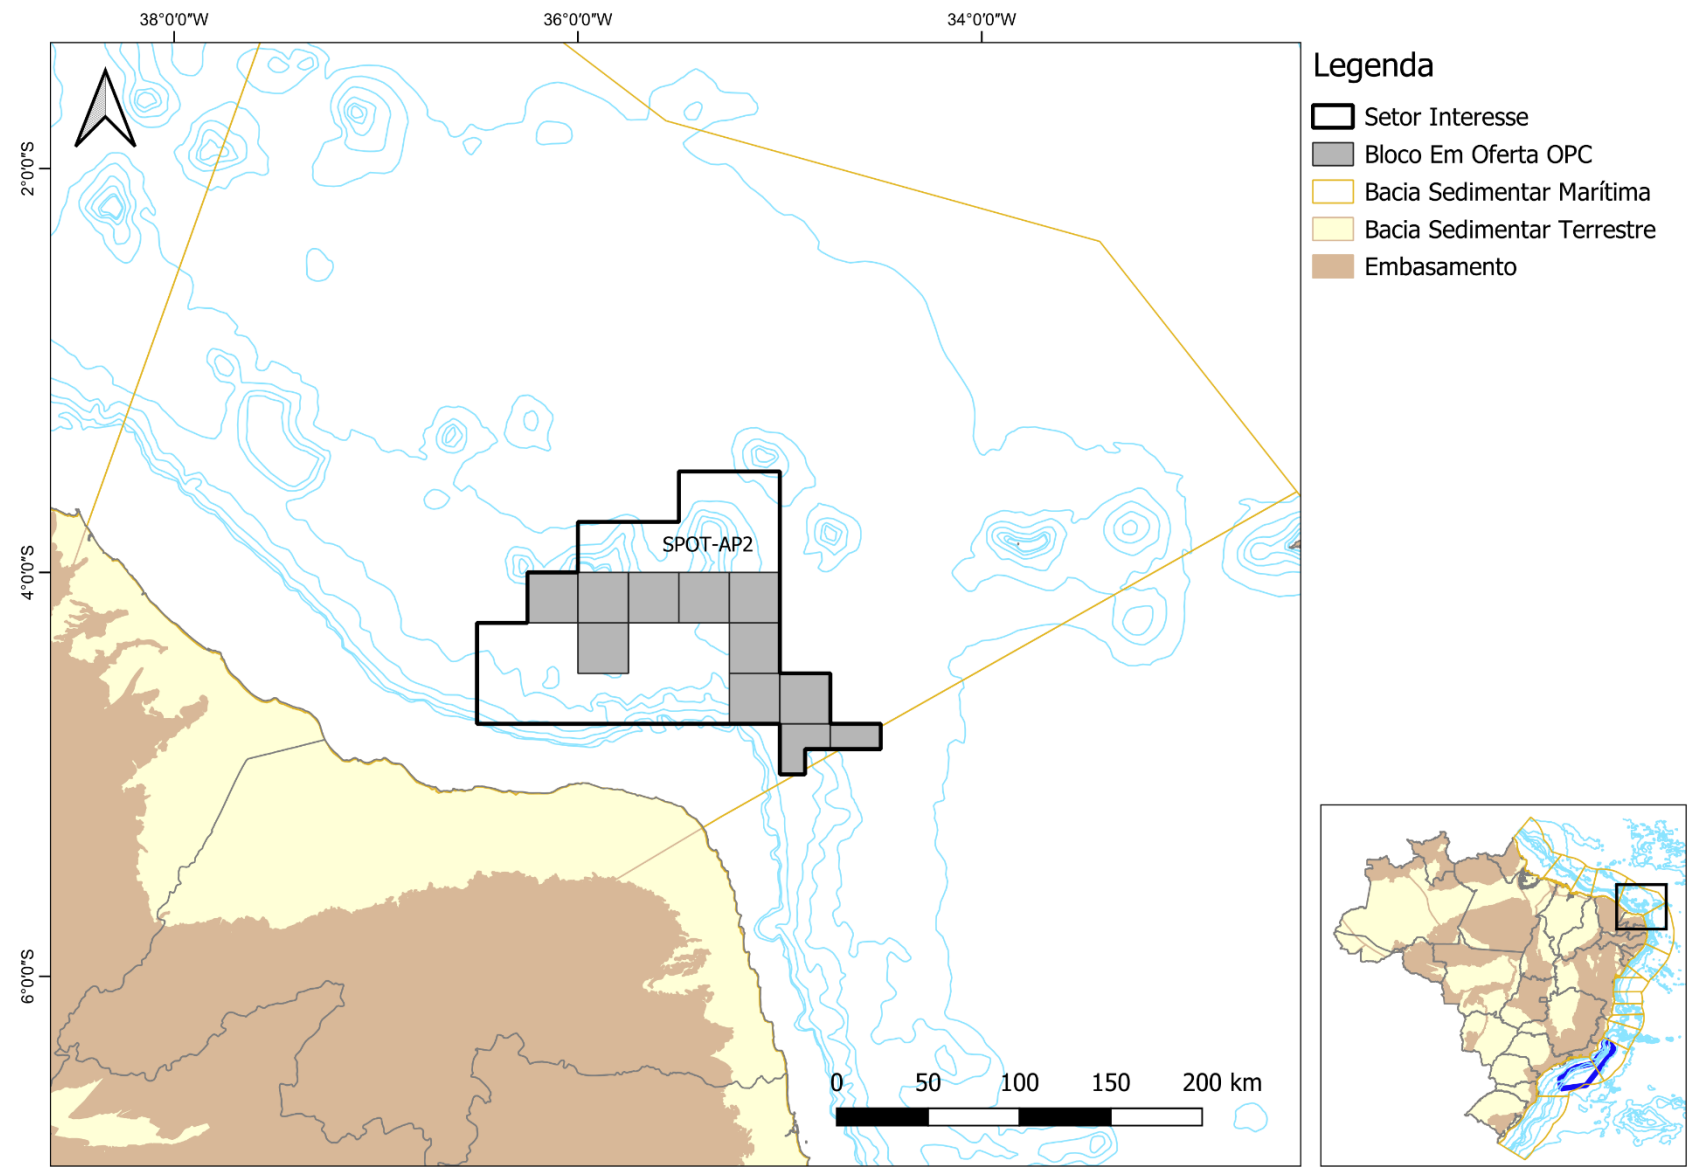 38°0'0"W 36°0'0"W 34°0'0"W
2°0'0"S
4°0'0"S
6°0'0"S
SPOT-AP2
0 50 100 150 200 km
Legenda
Setor Interesse
Bloco Em Oferta OPC
Bacia Sedimentar Marítima
Bacia Sedimentar Terrestre
Embasamento